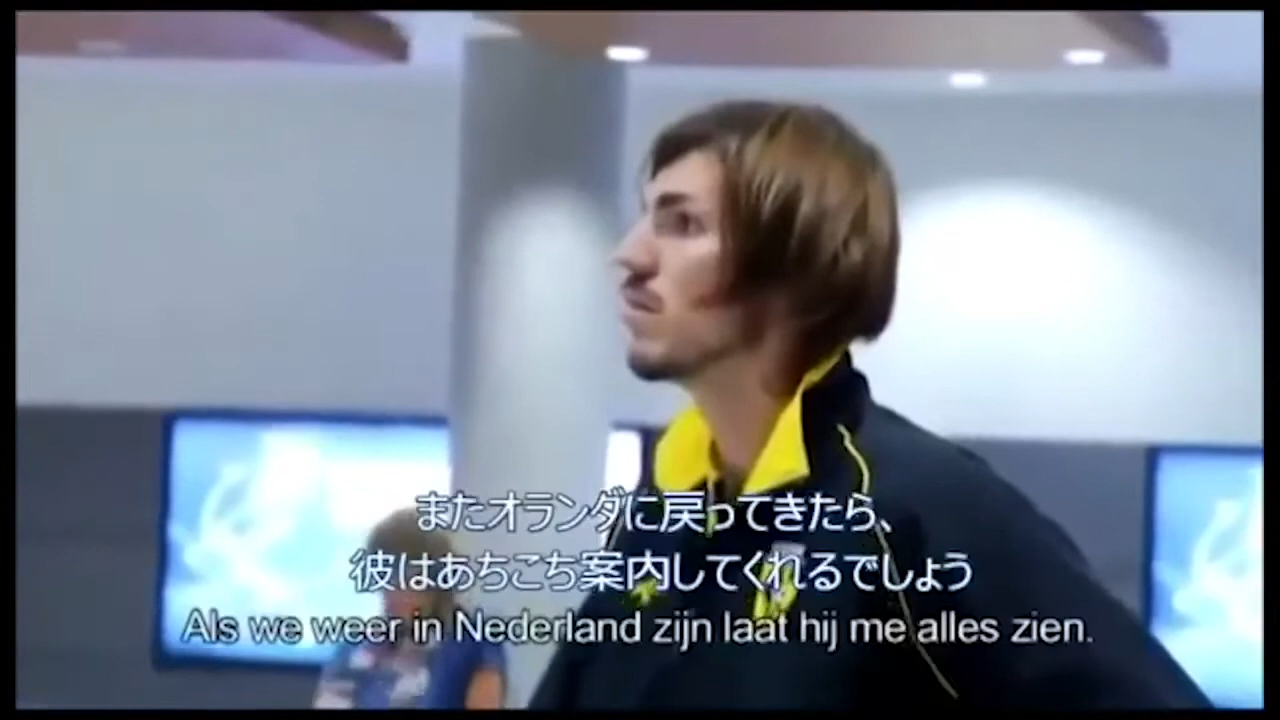 またオランダに戻ってきたら、
彼はあちこち案内してくれるでしょう
Als we weer in Nederland zijn laat hij me alles zien.